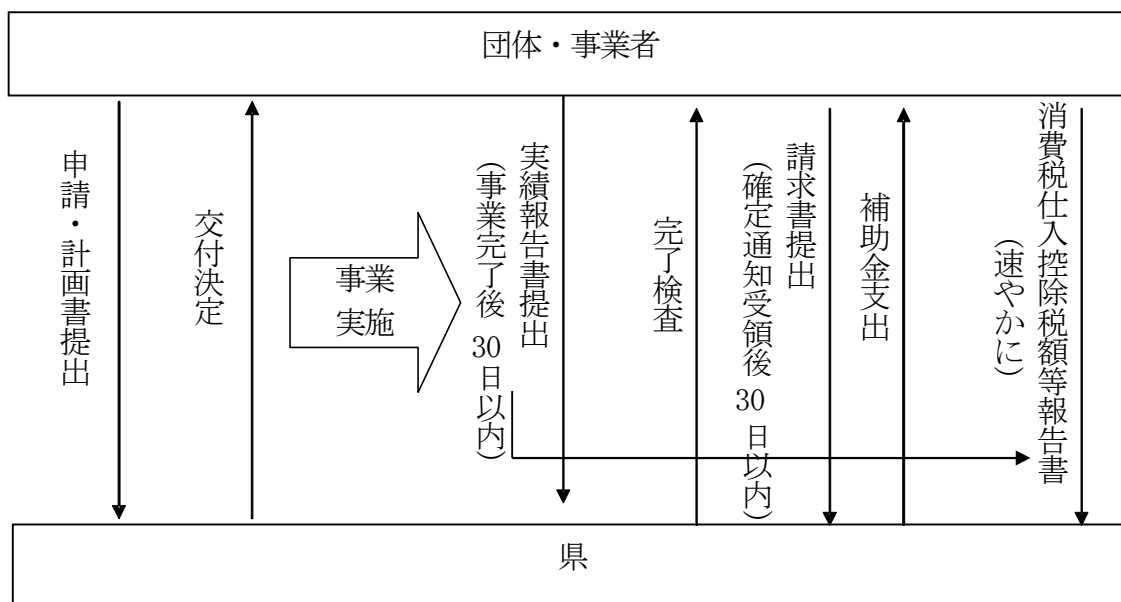 団体・事業者
申請・計画書提出
交付決定
事業
実施
実績報告書提出
（事業完了後 30 日以内）
完了検査
請求書提出
（確定通知受領後 30 日以内）
補助金支出
消費税仕入控除税額等報告書
（速やかに）
県